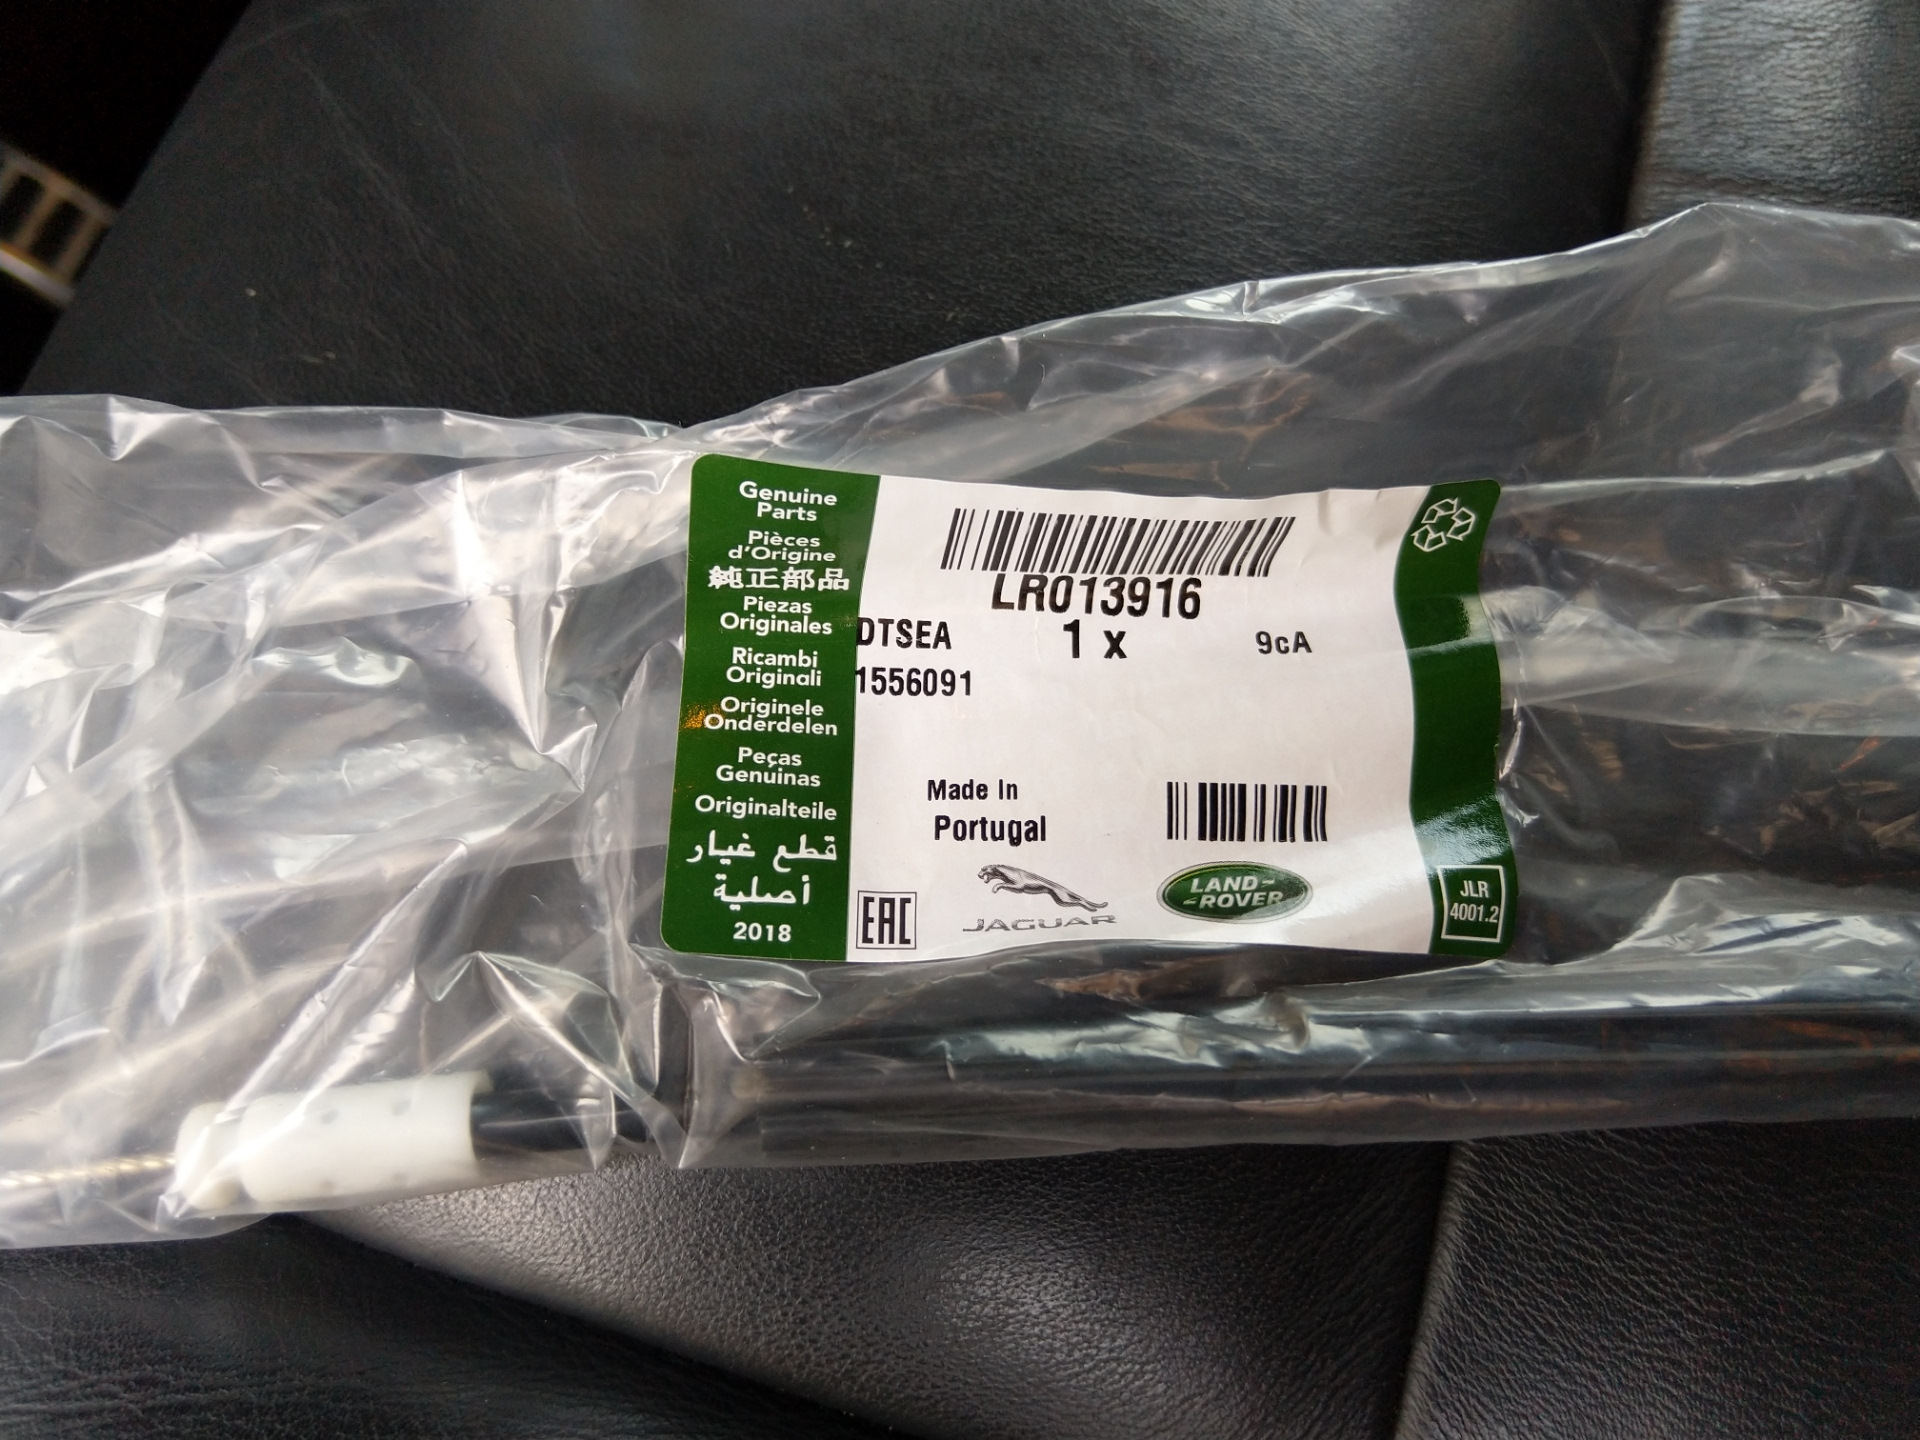 Genuine
Parts
Pièces
d'Origine
純正部品
Piezas
Originales
Ricambi
Originali
Originele
Onderdelen
Peças
Genuinas
Originalteile
قطع غيار
أصلية
2018
LR013916
DTSEA 1 x 9cA
1556091
Made In
Portugal
EAC
JAGUAR
LAND-
-ROVER
JLR
4001.2